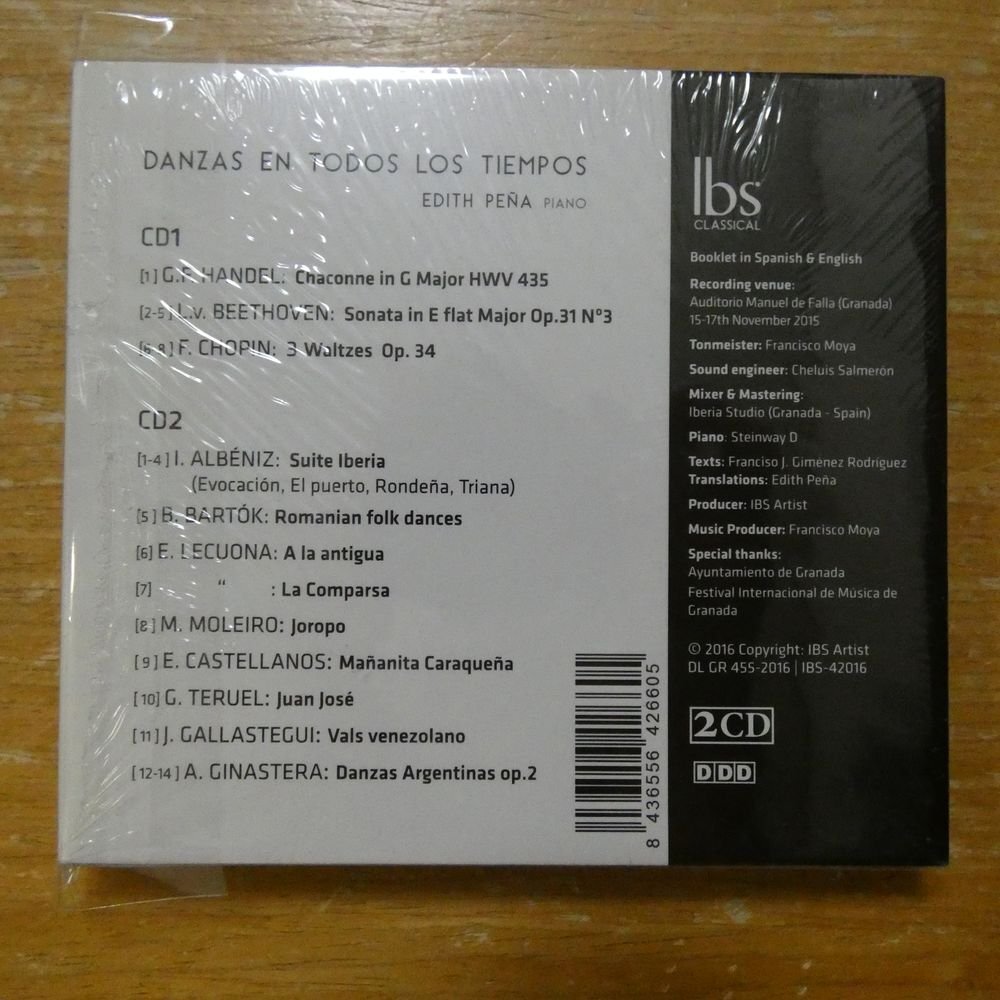 DANZAS EN TODOS LOS TIEMPOS
EDITH PEÑA PIANO
CD1
[1] G.F. HANDEL: Chaconne in G Major HWV 435
[2-5] L.v. BEETHOVEN: Sonata in E flat Major Op.31 Nº3
[6-8] F. CHOPIN: 3 Waltzes Op. 34
CD2
[1-4] I. ALBÉNIZ: Suite Iberia
(Evocación, El puerto, Rondeña, Triana)
[5] B. BARTÓK: Romanian folk dances
[6] E. LECUONA: A la antigua
[7] “ : La Comparsa
[8] M. MOLEIRO: Joropo
[9] E. CASTELLANOS: Mañanita Caraqueña
[10] G. TERUEL: Juan José
[11] J. GALLASTEGUI: Vals venezolano
[12-14] A. GINASTERA: Danzas Argentinas op.2
8 436556 426605
Ibs
CLASSICAL
Booklet in Spanish & English
Recording venue:
Auditorio Manuel de Falla (Granada)
15-17th November 2015
Tonmeister: Francisco Moya
Sound engineer: Cheluis Salmerón
Mixer & Mastering:
Iberia Studio (Granada - Spain)
Piano: Steinway D
Texts: Franciso J. Giménez Rodríguez
Translations: Edith Peña
Producer: IBS Artist
Music Producer: Francisco Moya
Special thanks:
Ayuntamiento de Granada
Festival Internacional de Música de
Granada
© 2016 Copyright: IBS Artist
DL GR 455-2016 | IBS-42016
2CD
DDD